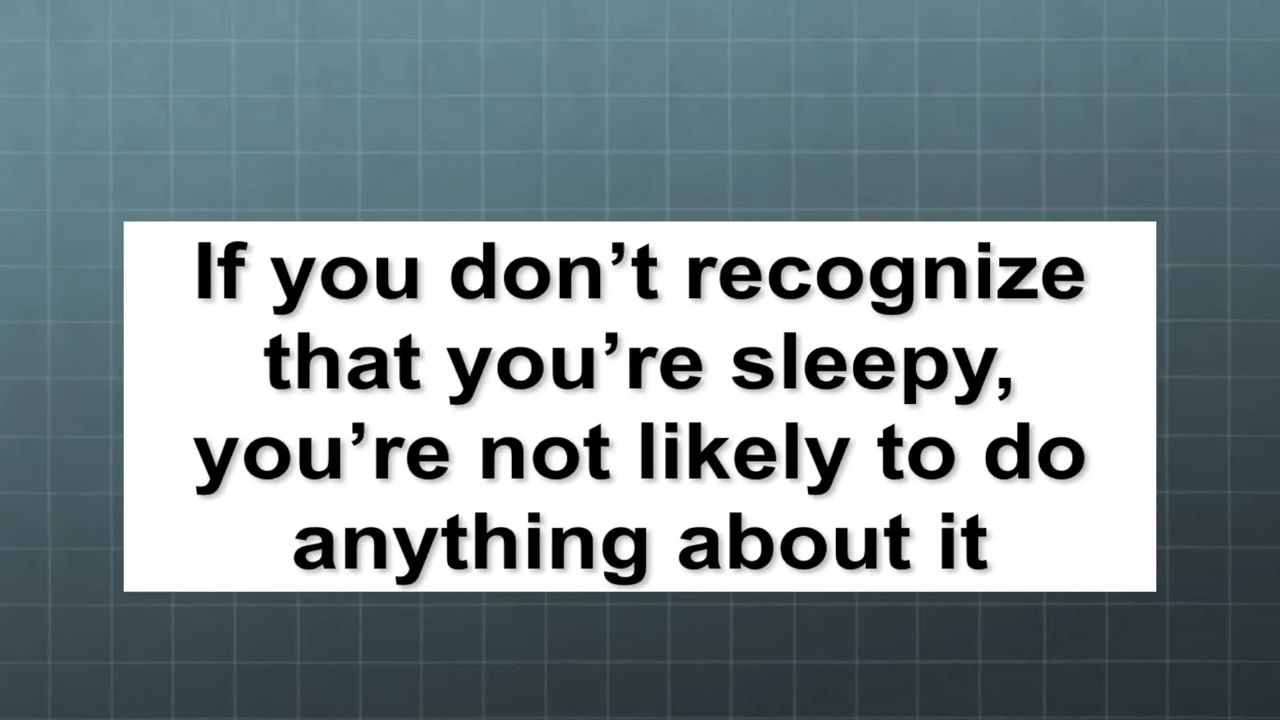 If you don’t recognize
that you’re sleepy,
you’re not likely to do
anything about it